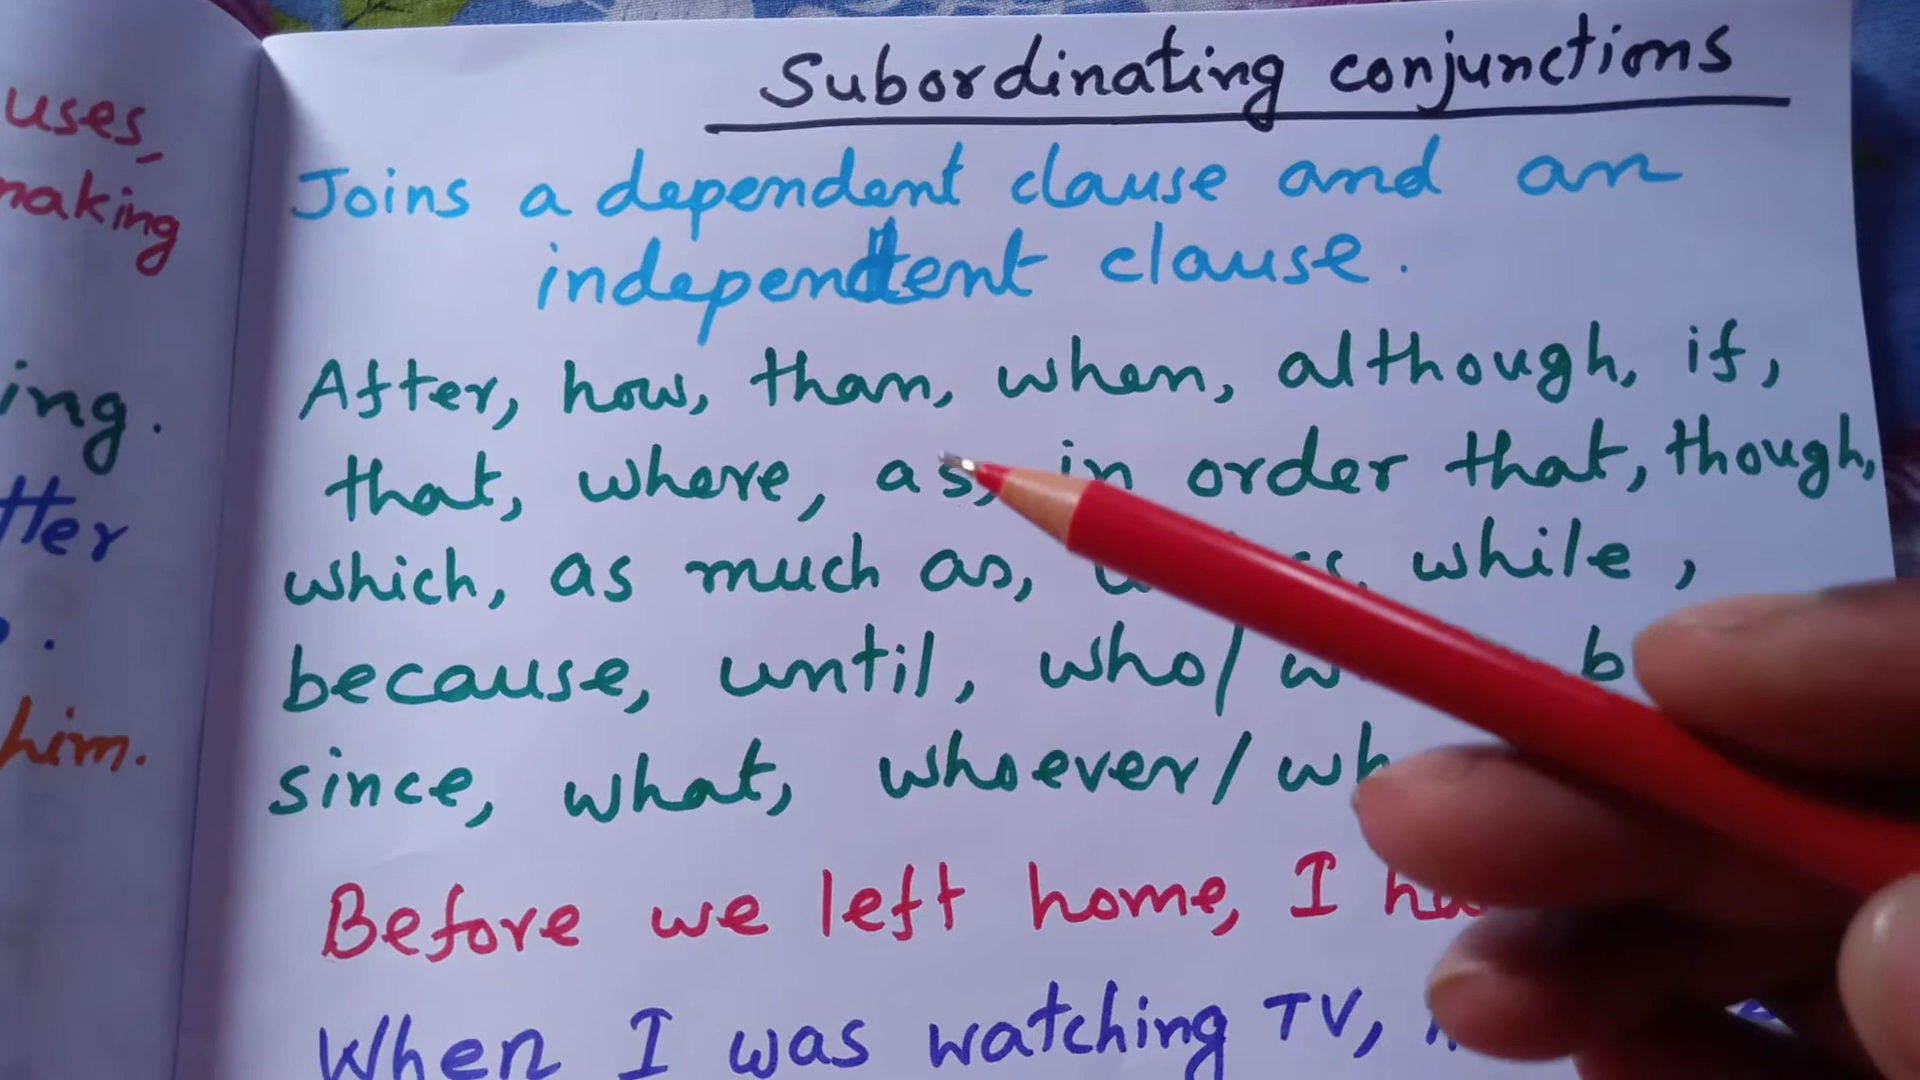 uses,
making
ing.
him.
Subordinating conjunctions
Joins a dependent clause and an
independent clause.
After, how, than, when, although, if,
that, where, as, in order that, though,
which, as much as, while,
because, until, who/
since, what, whoever/
Before we left home, I
When I was watching TV,